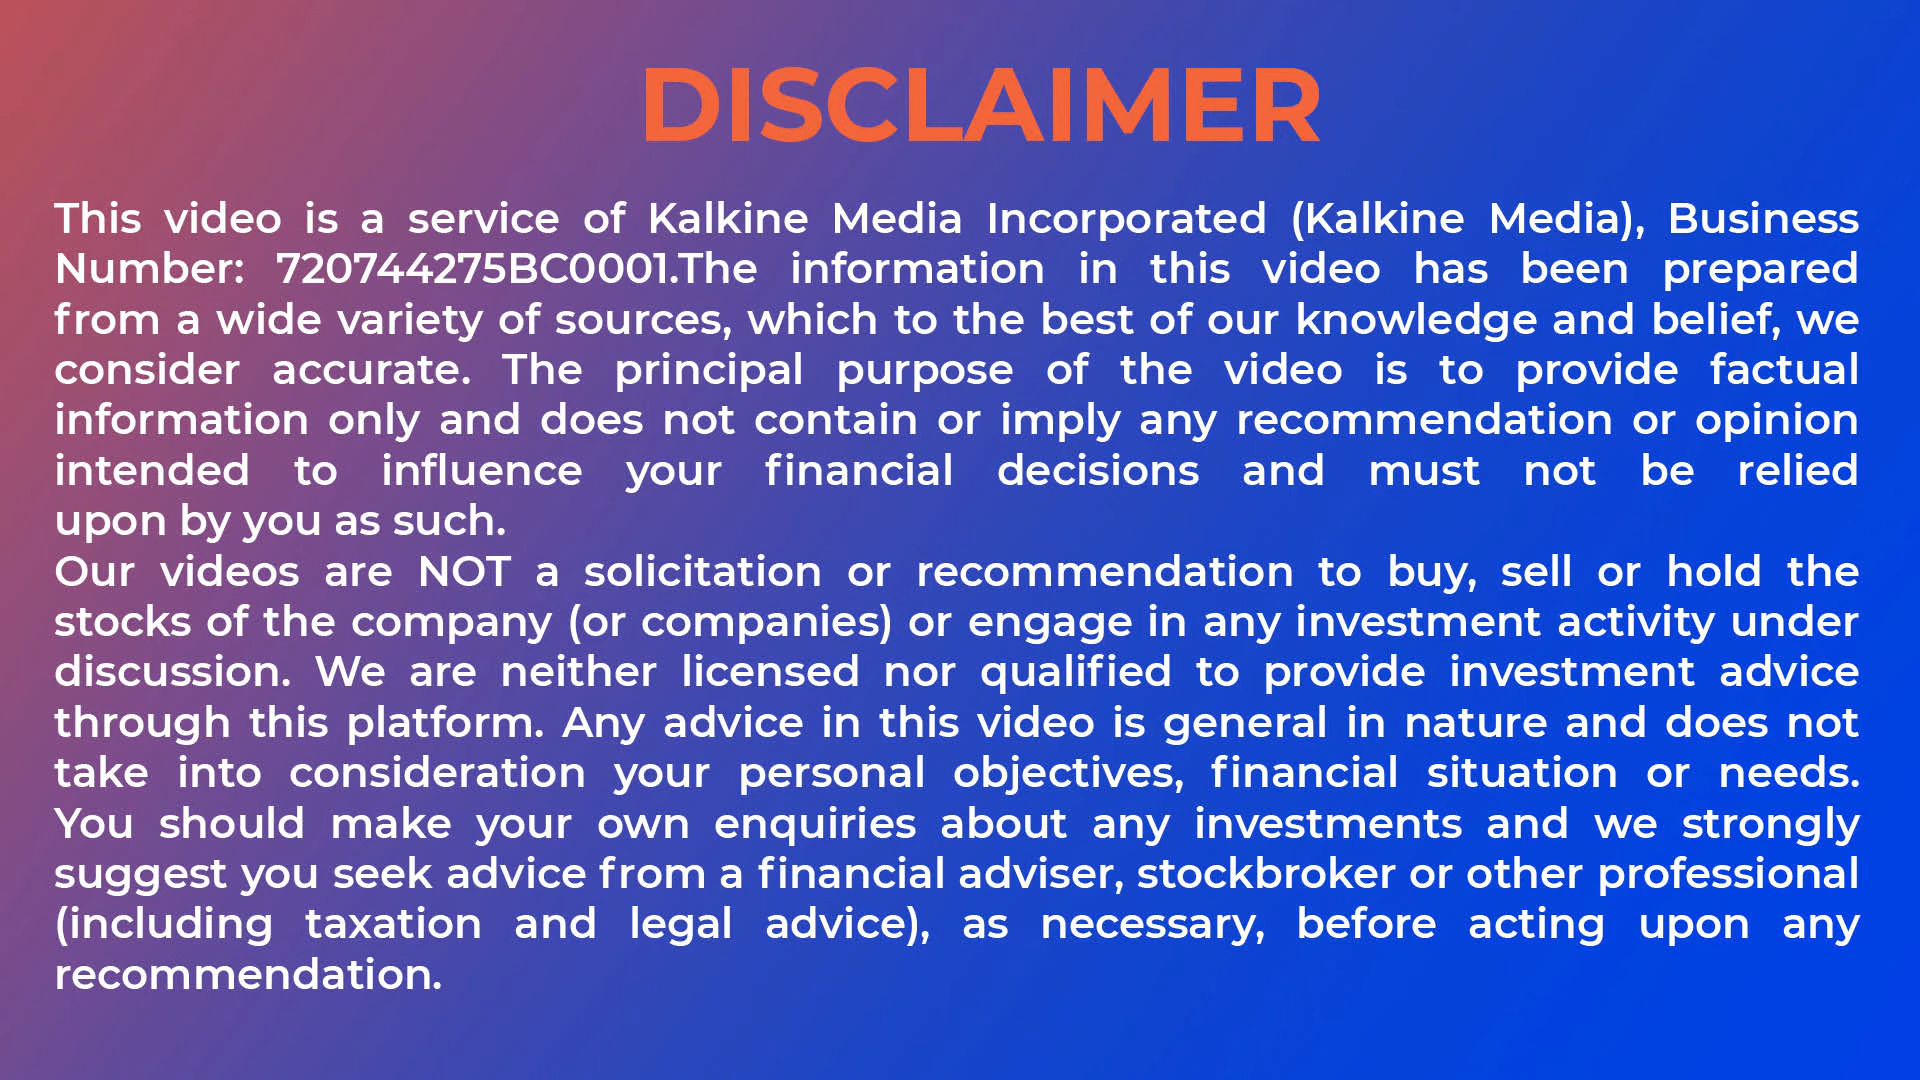 DISCLAIMER
This video is a service of Kalkine Media Incorporated (Kalkine Media), Business
Number: 720744275BC0001.The information in this video has been prepared
from a wide variety of sources, which to the best of our knowledge and belief, we
consider accurate. The principal purpose of the video is to provide factual
information only and does not contain or imply any recommendation or opinion
intended to influence your financial decisions and must not be relied
upon by you as such.
Our videos are NOT a solicitation or recommendation to buy, sell or hold the
stocks of the company (or companies) or engage in any investment activity under
discussion. We are neither licensed nor qualified to provide investment advice
through this platform. Any advice in this video is general in nature and does not
take into consideration your personal objectives, financial situation or needs.
You should make your own enquiries about any investments and we strongly
suggest you seek advice from a financial adviser, stockbroker or other professional
(including taxation and legal advice), as necessary, before acting upon any
recommendation.